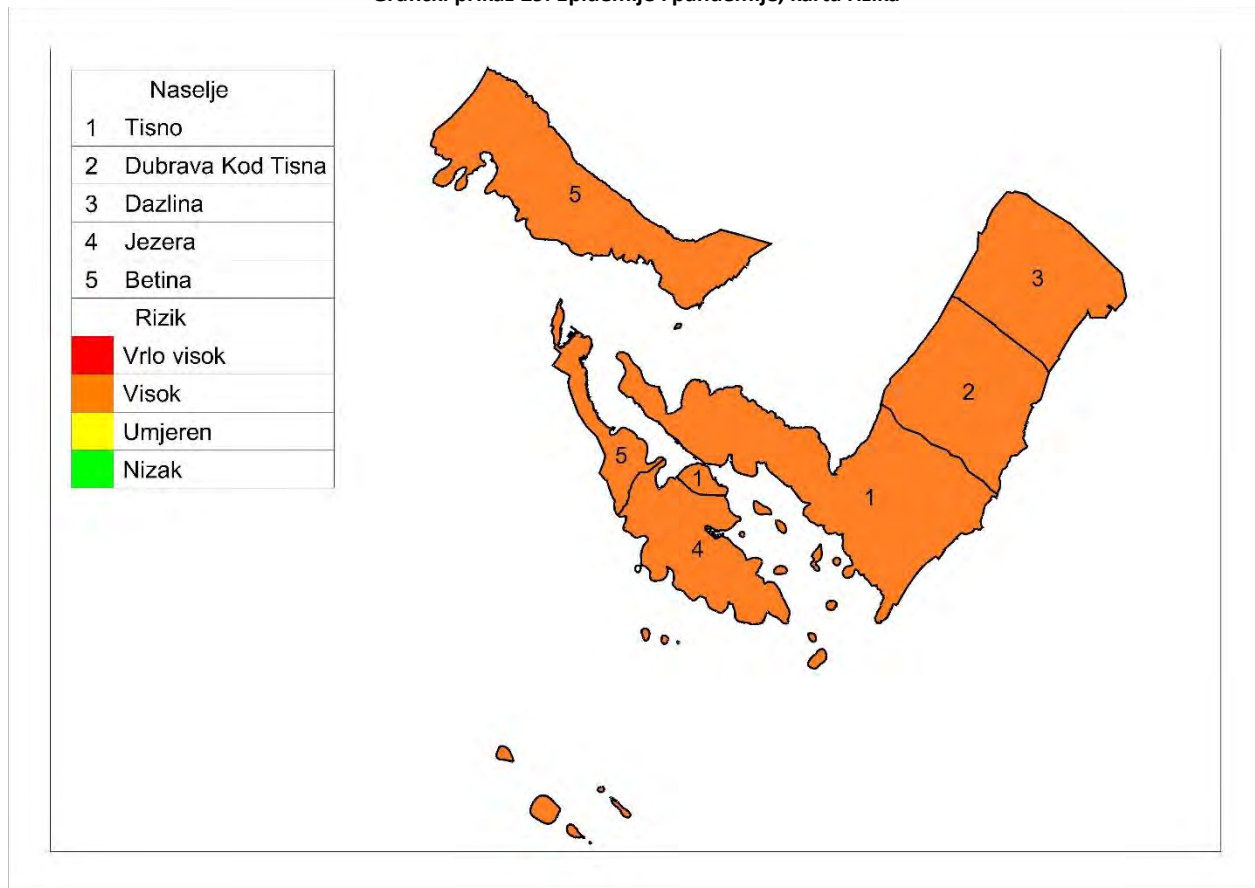 Naselje
1 Tisno
2 Dubrava Kod Tisna
3 Dazlina
4 Jezera
5 Betina
Rizik
Vrlo visok
Visok
Umjeren
Nizak
5
3
2
5
1
1
4